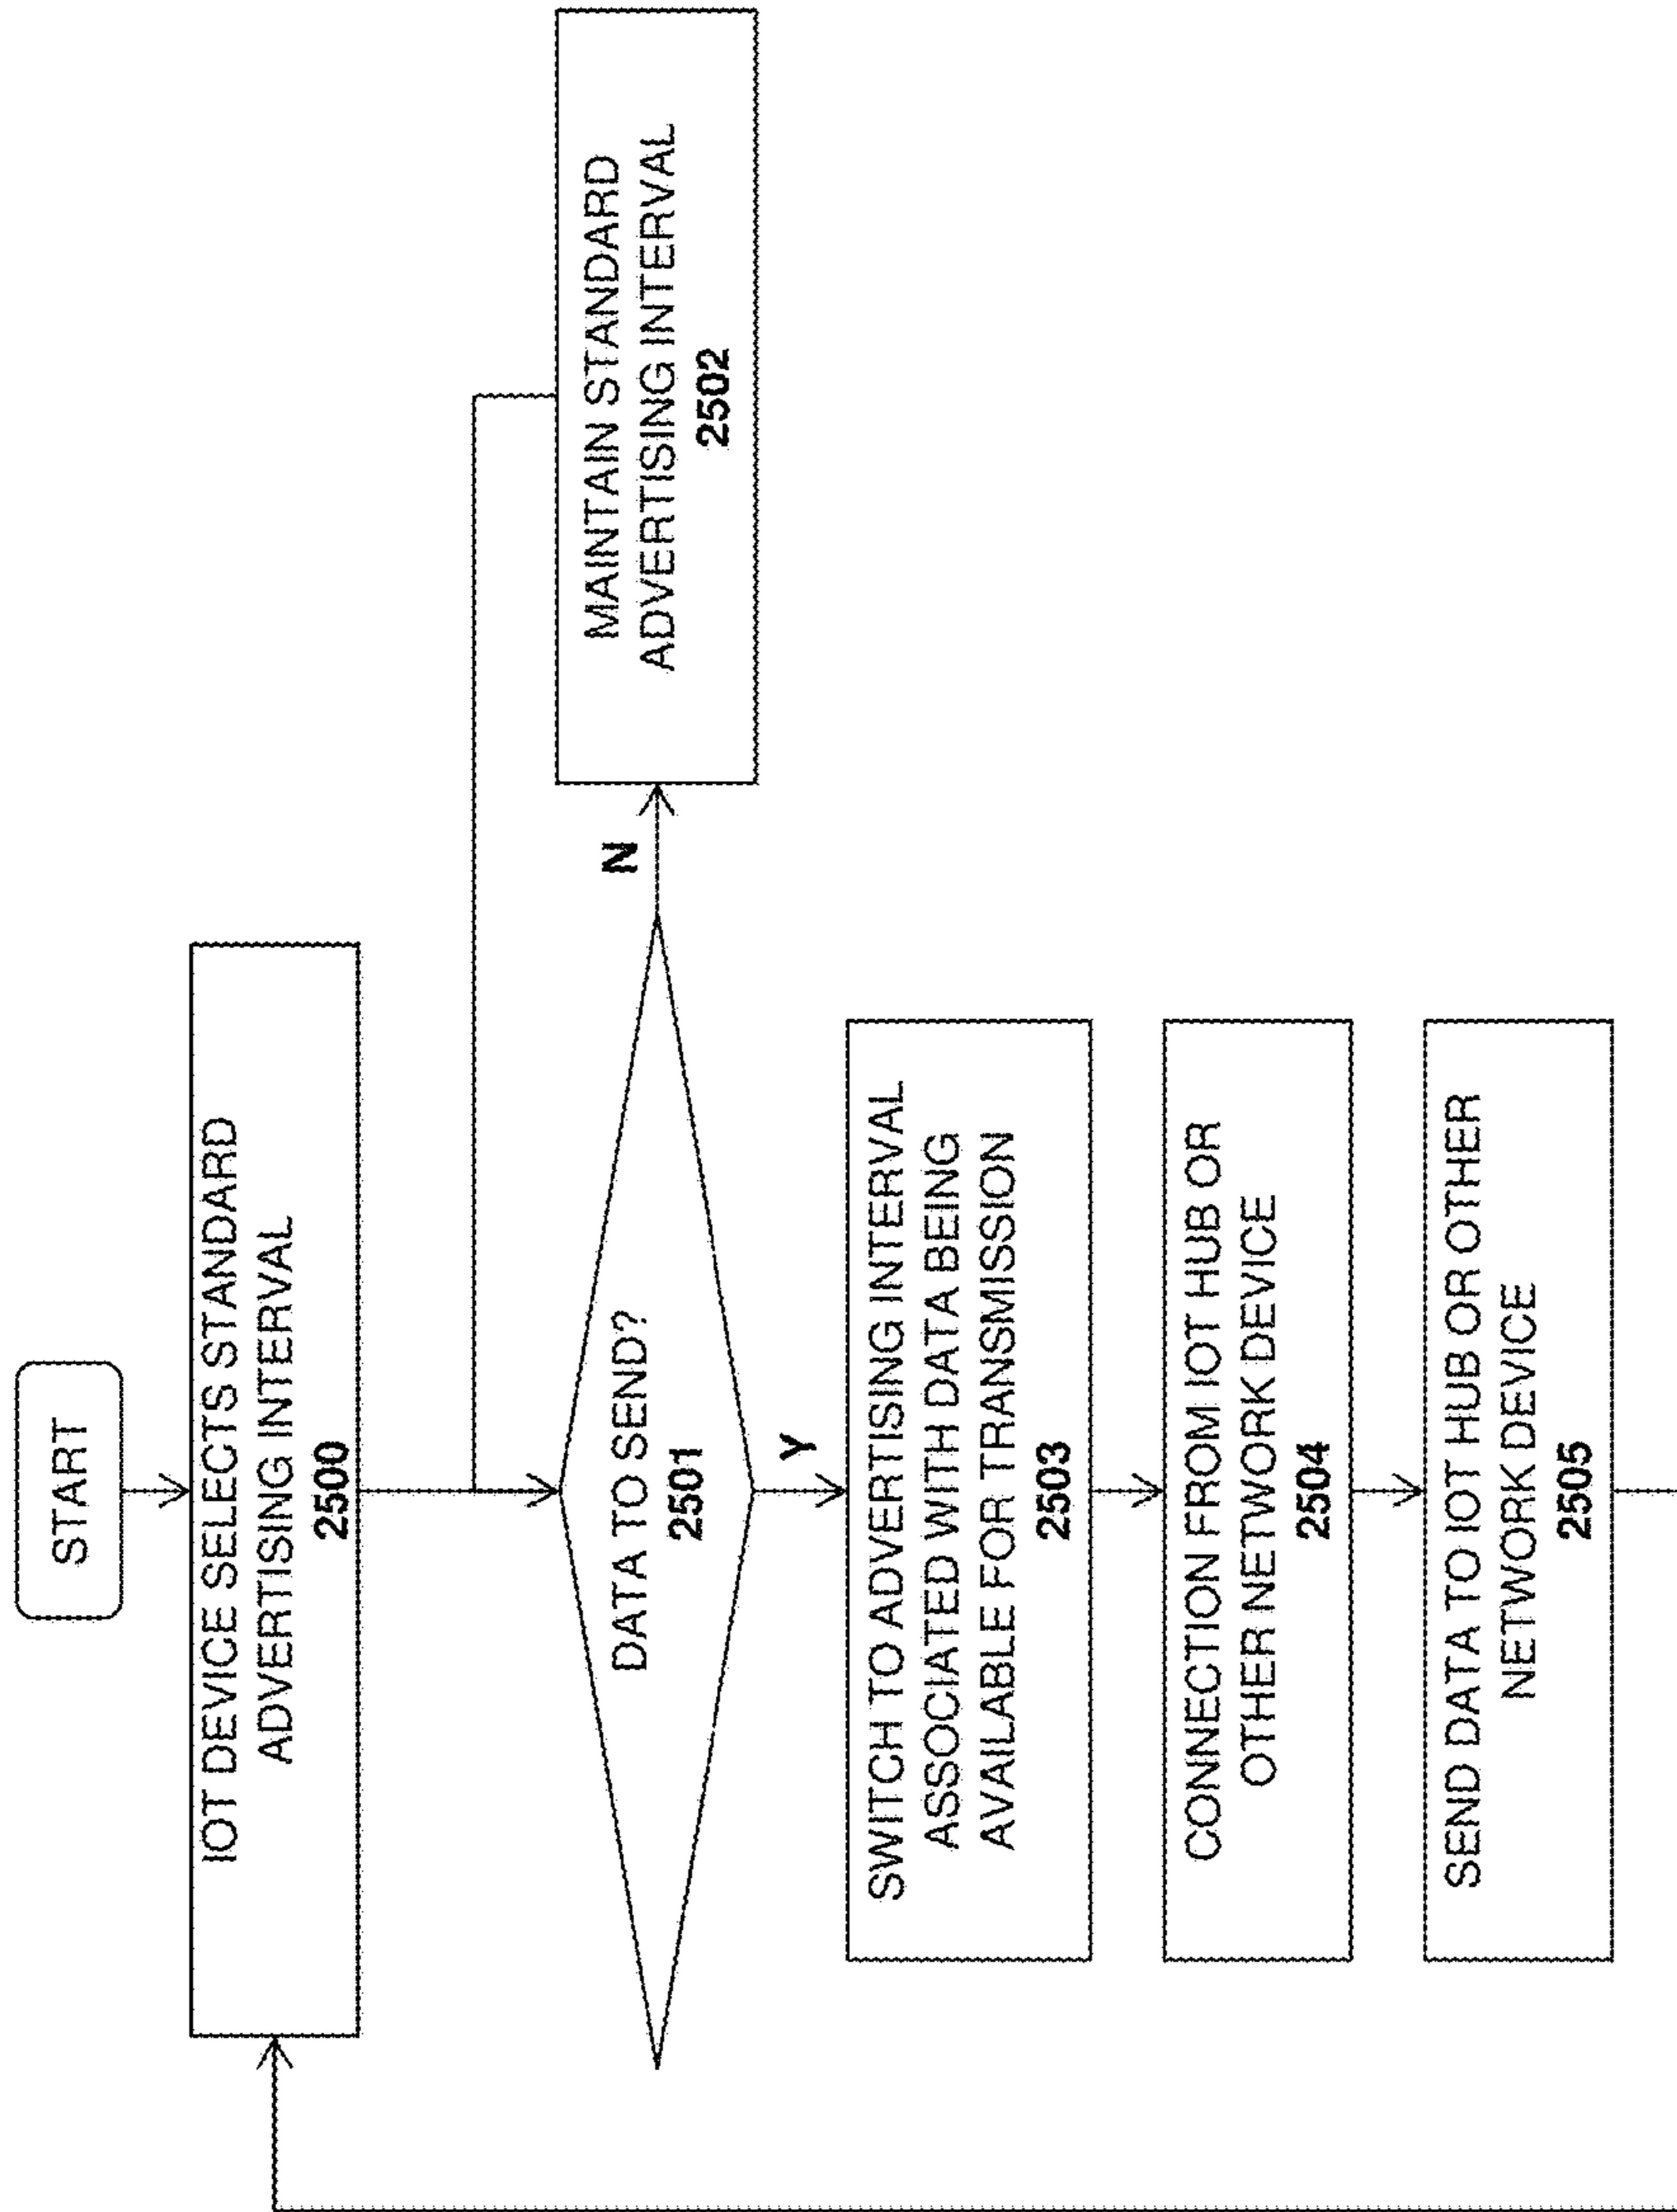 START
IOT DEVICE SELECTS STANDARD
ADVERTISING INTERVAL
2500
DATA TO SEND?
2501
N
MAINTAIN STANDARD
ADVERTISING INTERVAL
2502
Y
SWITCH TO ADVERTISING INTERVAL
ASSOCIATED WITH DATA BEING
AVAILABLE FOR TRANSMISSION
2503
CONNECTION FROM IOT HUB OR
OTHER NETWORK DEVICE
2504
SEND DATA TO IOT HUB OR OTHER
NETWORK DEVICE
2505